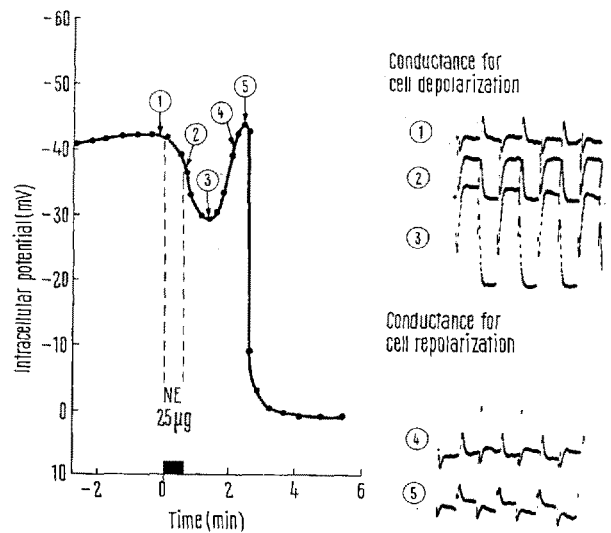 -60
-50
-40
-30
-20
-10
0
10
Intracellular potential (mV)
1
2
3
4
5
NE
25µg
-2
0
2
4
6
Time (min)
Conductance for
cell depolarization
1
2
3
Conductance for
cell repolarization
4
5